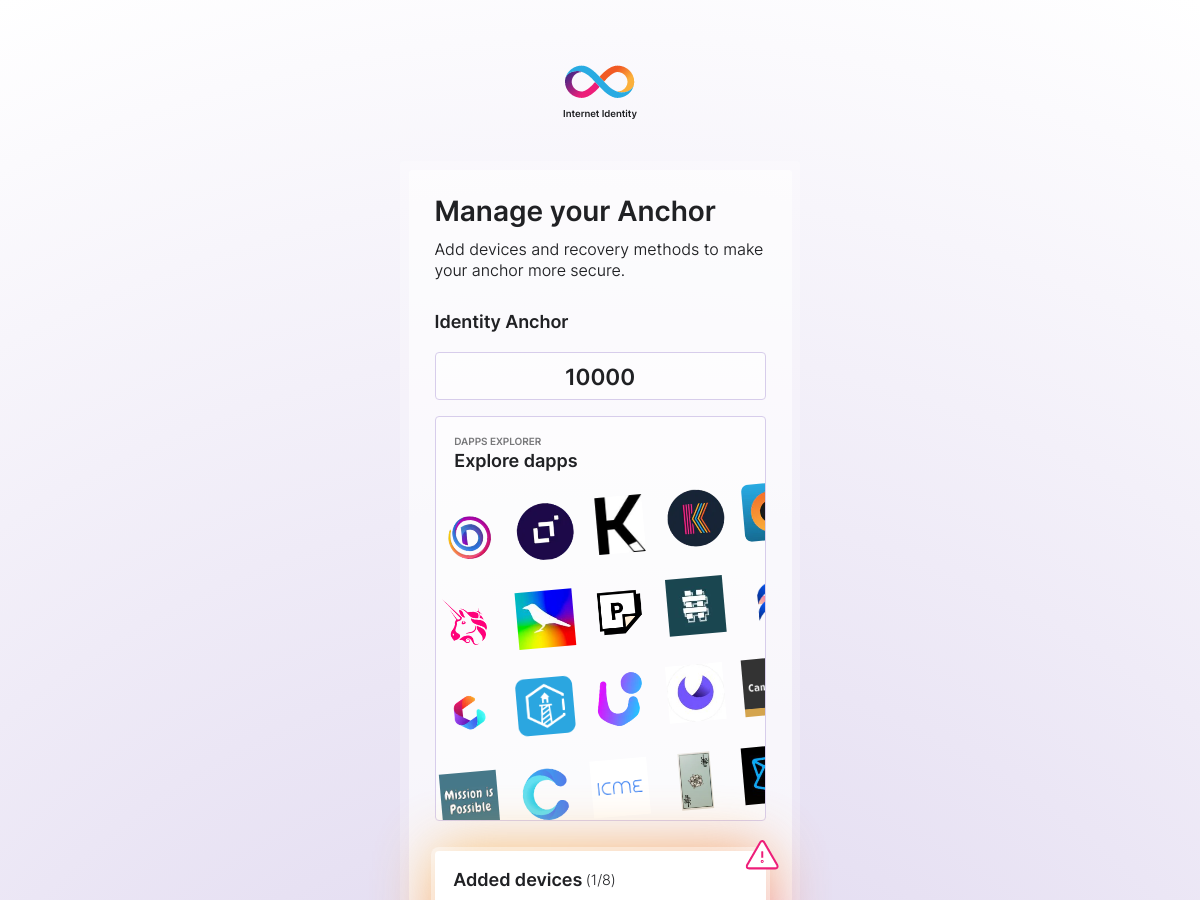 Internet Identity
Manage your Anchor
Add devices and recovery methods to make
your anchor more secure.
Identity Anchor
10000
DAPPS EXPLORER
Explore dapps
K
P
Can
Mission is
Possible
ICME
Added devices (1/8)